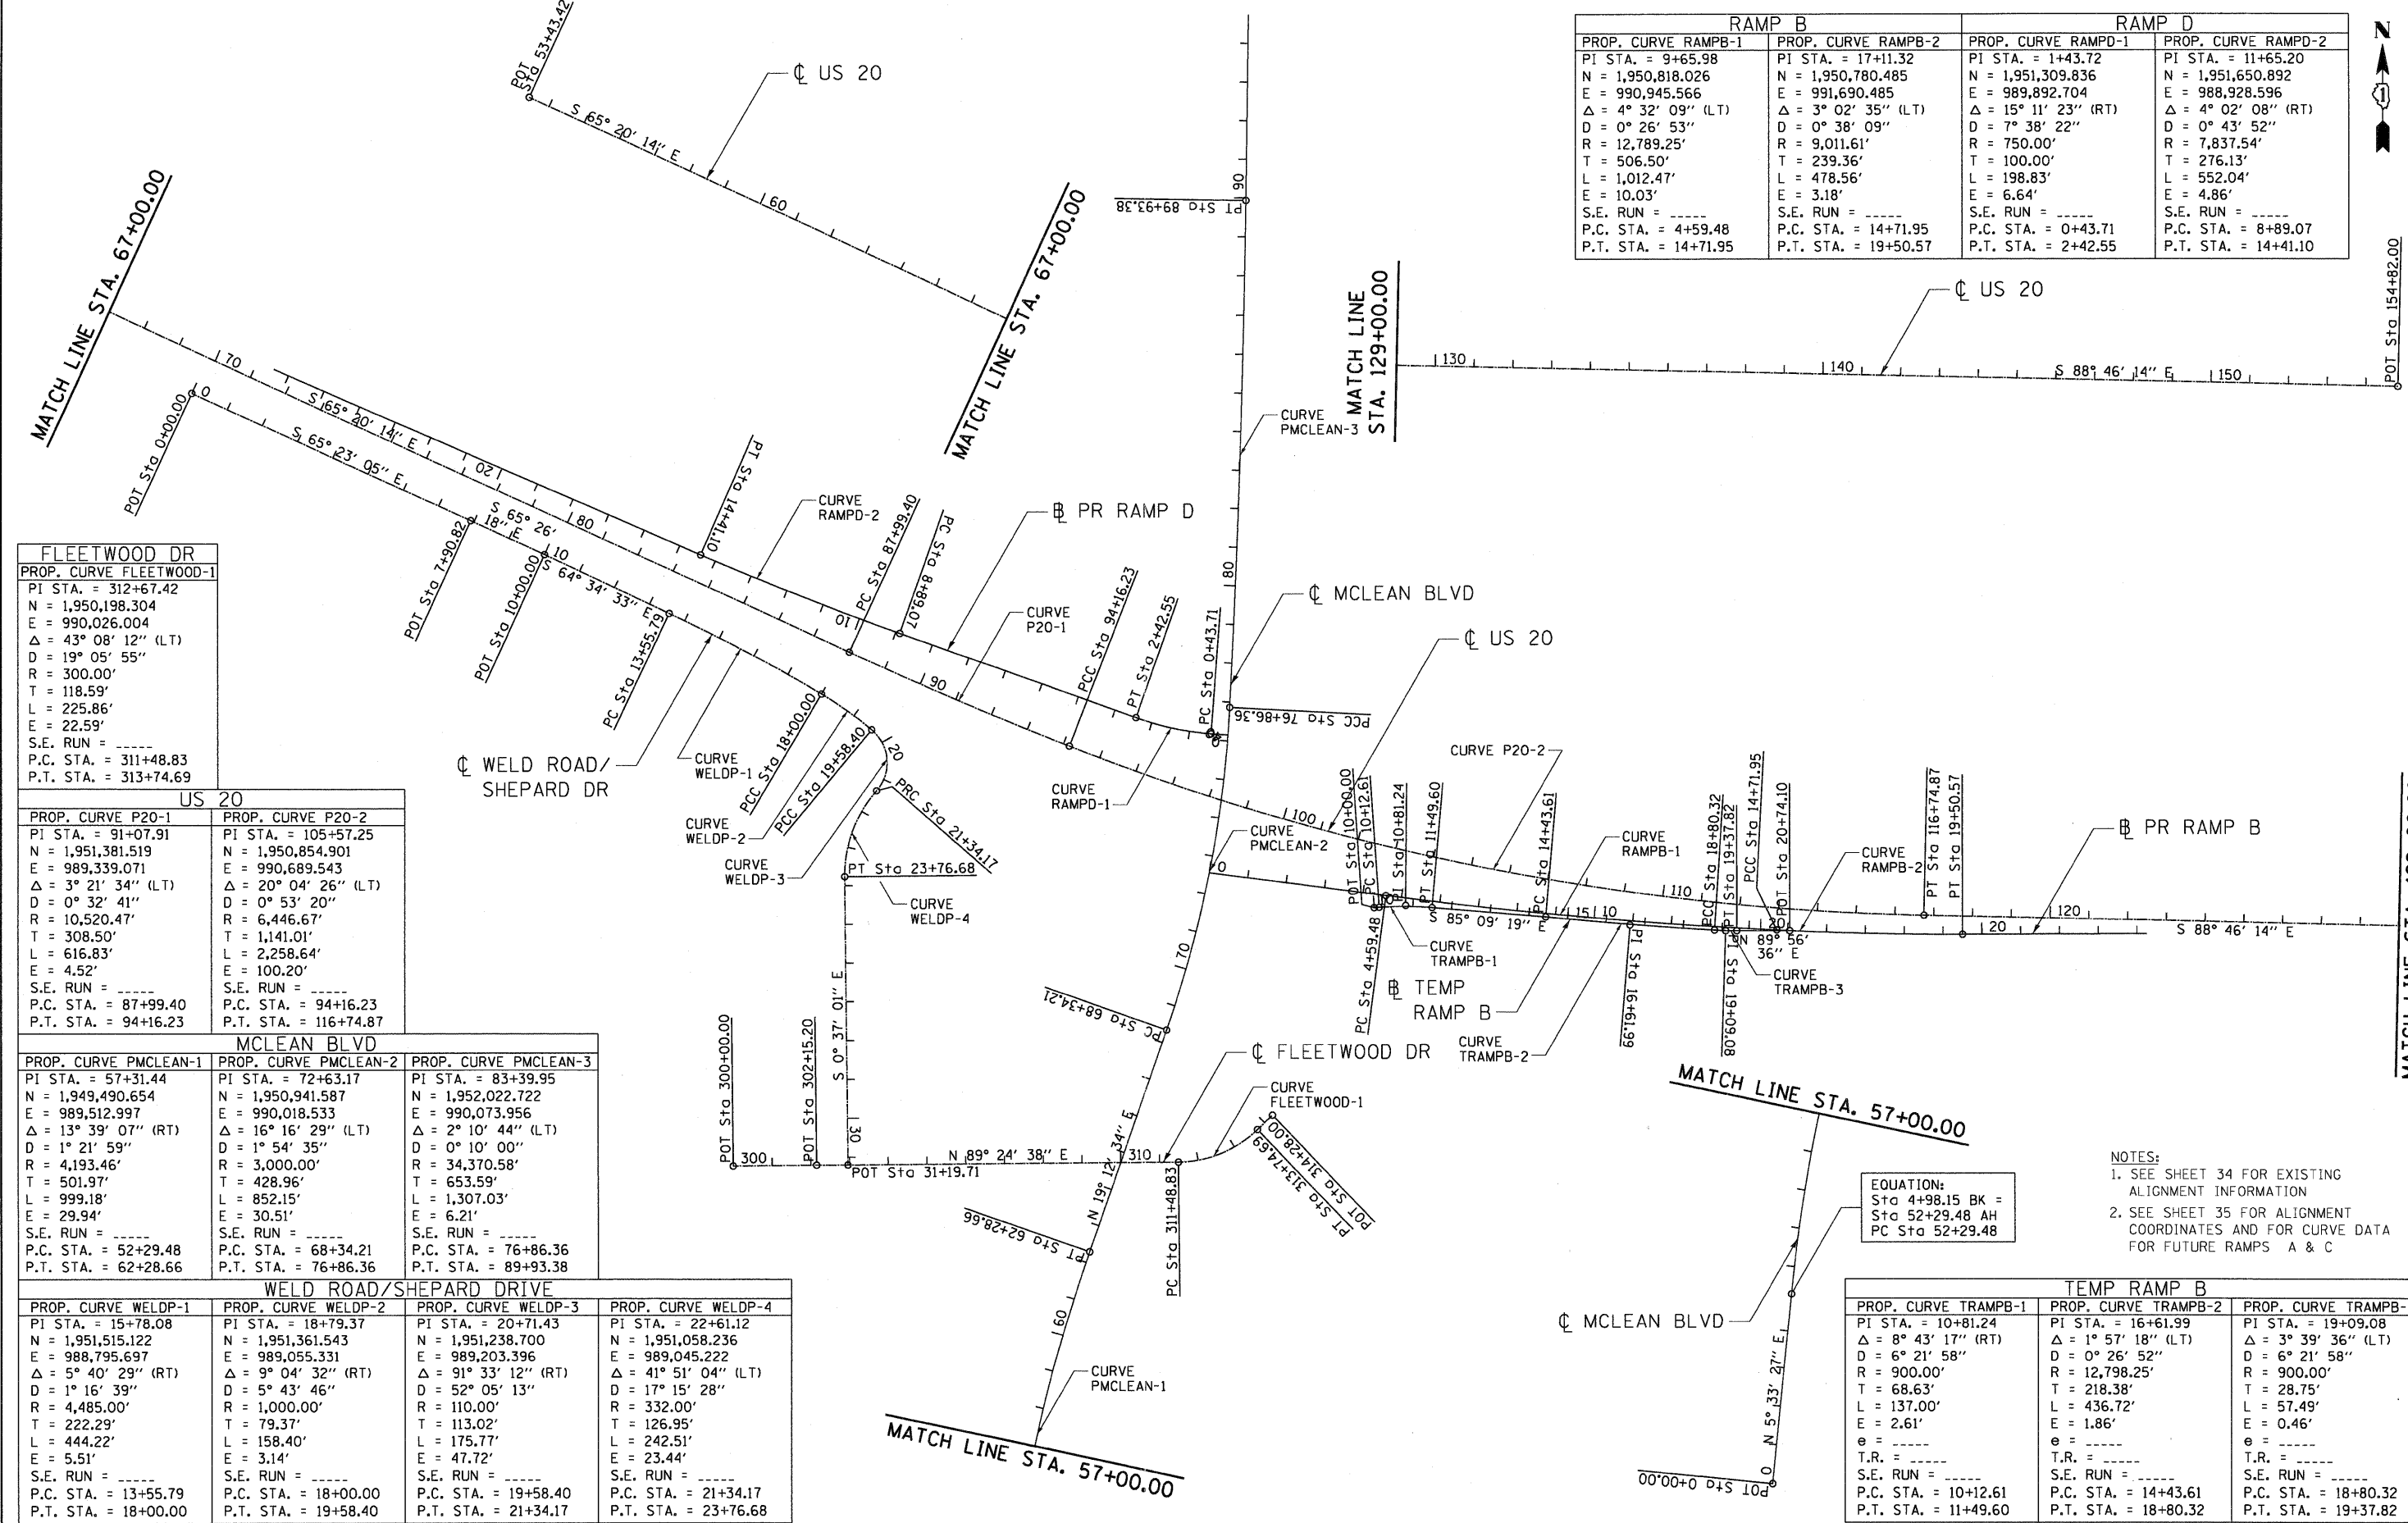 RAMP B
RAMP D
PROP. CURVE RAMPB-1 PROP. CURVE RAMPB-2 PROP. CURVE RAMPD-1 PROP. CURVE RAMPD-2
PI STA. = 9+65.98 PI STA. = 17+11.32 PI STA. = 1+43.72 PI STA. = 11+65.20
N = 1,950,818.026 N = 1,950,780.485 N = 1,951,309.836 N = 1,951,650.892
E = 990,945.566 E = 991,690.485 E = 989,892.704 E = 988,928.596
Δ = 4° 32' 09'' (LT) Δ = 3° 02' 35'' (LT) Δ = 15° 11' 23'' (RT) Δ = 4° 02' 08'' (RT)
D = 0° 26' 53'' D = 0° 38' 09'' D = 7° 38' 22'' D = 0° 43' 52''
R = 12,789.25' R = 9,011.61' R = 750.00' R = 7,837.54'
T = 506.50' T = 239.36' T = 100.00' T = 276.13'
L = 1,012.47' L = 478.56' L = 198.83' L = 552.04'
E = 10.03' E = 3.18' E = 6.64' E = 4.86'
S.E. RUN = ----- S.E. RUN = ----- S.E. RUN = ----- S.E. RUN = -----
P.C. STA. = 4+59.48 P.C. STA. = 14+71.95 P.C. STA. = 0+43.71 P.C. STA. = 8+89.07
P.T. STA. = 14+71.95 P.T. STA. = 19+50.57 P.T. STA. = 2+42.55 P.T. STA. = 14+41.10
N
1
POT
Sta 53+43.42
℄ US 20
S 65° 20' 14'' E
60
MATCH LINE STA. 67+00.00
MATCH LINE STA. 67+00.00
90
PT Sta 89+93.38
MATCH LINE
STA. 129+00.00
℄ US 20
130
140
S 88° 46' 14'' E
150
POT Sta 154+82.00
CURVE
PMCLEAN-3
70
POT Sta 0+00.00
0
S 65° 20' 14'' E
S 65° 23' 05'' E
20
PT Sta 14+41.10
CURVE
RAMPD-2
PCC Sta 87+99.40
PC Sta 8+89.07
BL PR RAMP D
80
S 65° 26'
18'' E
POT Sta 7+90.82
POT Sta 10+00.00
10
S 64° 34' 33'' E
PC Sta 13+55.79
10
CURVE
P20-1
PCC Sta 94+16.23
PT Sta 2+42.55
PC Sta 0+43.71
80
℄ MCLEAN BLVD
℄ US 20
90
PCC Sta 76+86.36
0
℄ WELD ROAD/
SHEPARD DR
CURVE
WELDP-1
PCC Sta 18+00.00
PCC Sta 19+58.40
20
CURVE
WELDP-2
CURVE
WELDP-3
PRC Sta 21+34.17
PT Sta 23+76.68
CURVE
WELDP-4
CURVE
RAMPD-1
CURVE P20-2
100
CURVE
PMCLEAN-2
0
POT Sta 10+00.00
PC Sta 10+12.61
PI Sta 10+81.24
PT Sta 11+49.60
PC Sta 14+43.61
CURVE
RAMPB-1
PCC Sta 18+80.32
PT Sta 19+37.82
PCC Sta 14+71.95
POT Sta 20+74.10
CURVE
RAMPB-2
PT Sta 116+74.87
PT Sta 19+50.57
BL PR RAMP B
110
S 85° 09' 19'' E
15
10
20
120
20
N 89° 56'
36'' E
S 88° 46' 14'' E
PC Sta 4+59.48
CURVE
TRAMPB-1
BL TEMP
RAMP B
PI Sta 16+61.99
PI Sta 19+09.08
CURVE
TRAMPB-3
CURVE
TRAMPB-2
70
PC Sta 68+34.21
S 0° 37' 01'' E
30
POT Sta 300+00.00
POT Sta 302+15.20
300
POT Sta 31+19.71
N 89° 24' 38'' E
310
℄ FLEETWOOD DR
CURVE
FLEETWOOD-1
PC Sta 311+48.83
PT Sta 313+74.69
POT Sta 314+28.00
N 19° 12' 34'' E
PT Sta 62+28.66
60
CURVE
PMCLEAN-1
MATCH LINE STA. 57+00.00
MATCH LINE STA. 57+00.00
℄ MCLEAN BLVD
N 5° 33' 27'' E
0
POT Sta 0+00.00
EQUATION:
Sta 4+98.15 BK =
Sta 52+29.48 AH
PC Sta 52+29.48
NOTES:
1. SEE SHEET 34 FOR EXISTING
ALIGNMENT INFORMATION
2. SEE SHEET 35 FOR ALIGNMENT
COORDINATES AND FOR CURVE DATA
FOR FUTURE RAMPS A & C
FLEETWOOD DR
PROP. CURVE FLEETWOOD-1
PI STA. = 312+67.42
N = 1,950,198.304
E = 990,026.004
Δ = 43° 08' 12'' (LT)
D = 19° 05' 55''
R = 300.00'
T = 118.59'
L = 225.86'
E = 22.59'
S.E. RUN = -----
P.C. STA. = 311+48.83
P.T. STA. = 313+74.69
US 20
PROP. CURVE P20-1 PROP. CURVE P20-2
PI STA. = 91+07.91 PI STA. = 105+57.25
N = 1,951,381.519 N = 1,950,854.901
E = 989,339.071 E = 990,689.543
Δ = 3° 21' 34'' (LT) Δ = 20° 04' 26'' (LT)
D = 0° 32' 41'' D = 0° 53' 20''
R = 10,520.47' R = 6,446.67'
T = 308.50' T = 1,141.01'
L = 616.83' L = 2,258.64'
E = 4.52' E = 100.20'
S.E. RUN = ----- S.E. RUN = -----
P.C. STA. = 87+99.40 P.C. STA. = 94+16.23
P.T. STA. = 94+16.23 P.T. STA. = 116+74.87
MCLEAN BLVD
PROP. CURVE PMCLEAN-1 PROP. CURVE PMCLEAN-2 PROP. CURVE PMCLEAN-3
PI STA. = 57+31.44 PI STA. = 72+63.17 PI STA. = 83+39.95
N = 1,949,490.654 N = 1,950,941.587 N = 1,952,022.722
E = 989,512.997 E = 990,018.533 E = 990,073.956
Δ = 13° 39' 07'' (RT) Δ = 16° 16' 29'' (LT) Δ = 2° 10' 44'' (LT)
D = 1° 21' 59'' D = 1° 54' 35'' D = 0° 10' 00''
R = 4,193.46' R = 3,000.00' R = 34,370.58'
T = 501.97' T = 428.96' T = 653.59'
L = 999.18' L = 852.15' L = 1,307.03'
E = 29.94' E = 30.51' E = 6.21'
S.E. RUN = ----- S.E. RUN = ----- S.E. RUN = -----
P.C. STA. = 52+29.48 P.C. STA. = 68+34.21 P.C. STA. = 76+86.36
P.T. STA. = 62+28.66 P.T. STA. = 76+86.36 P.T. STA. = 89+93.38
WELD ROAD/SHEPARD DRIVE
PROP. CURVE WELDP-1 PROP. CURVE WELDP-2 PROP. CURVE WELDP-3 PROP. CURVE WELDP-4
PI STA. = 15+78.08 PI STA. = 18+79.37 PI STA. = 20+71.43 PI STA. = 22+61.12
N = 1,951,515.122 N = 1,951,361.543 N = 1,951,238.700 N = 1,951,058.236
E = 988,795.697 E = 989,055.331 E = 989,203.396 E = 989,045.222
Δ = 5° 40' 29'' (RT) Δ = 9° 04' 32'' (RT) Δ = 91° 33' 12'' (RT) Δ = 41° 51' 04'' (LT)
D = 1° 16' 39'' D = 5° 43' 46'' D = 52° 05' 13'' D = 17° 15' 28''
R = 4,485.00' R = 1,000.00' R = 110.00' R = 332.00'
T = 222.29' T = 79.37' T = 113.02' T = 126.95'
L = 444.22' L = 158.40' L = 175.77' L = 242.51'
E = 5.51' E = 3.14' E = 47.72' E = 23.44'
S.E. RUN = ----- S.E. RUN = ----- S.E. RUN = ----- S.E. RUN = -----
P.C. STA. = 13+55.79 P.C. STA. = 18+00.00 P.C. STA. = 19+58.40 P.C. STA. = 21+34.17
P.T. STA. = 18+00.00 P.T. STA. = 19+58.40 P.T. STA. = 21+34.17 P.T. STA. = 23+76.68
TEMP RAMP B
PROP. CURVE TRAMPB-1 PROP. CURVE TRAMPB-2 PROP. CURVE TRAMPB-
PI STA. = 10+81.24 PI STA. = 16+61.99 PI STA. = 19+09.08
Δ = 8° 43' 17'' (RT) Δ = 1° 57' 18'' (LT) Δ = 3° 39' 36'' (LT)
D = 6° 21' 58'' D = 0° 26' 52'' D = 6° 21' 58''
R = 900.00' R = 12,798.25' R = 900.00'
T = 68.63' T = 218.38' T = 28.75'
L = 137.00' L = 436.72' L = 57.49'
E = 2.61' E = 1.86' E = 0.46'
e = ----- e = ----- e = -----
T.R. = ----- T.R. = ----- T.R. = -----
S.E. RUN = ----- S.E. RUN = ----- S.E. RUN = -----
P.C. STA. = 10+12.61 P.C. STA. = 14+43.61 P.C. STA. = 18+80.32
P.T. STA. = 11+49.60 P.T. STA. = 18+80.32 P.T. STA. = 19+37.82